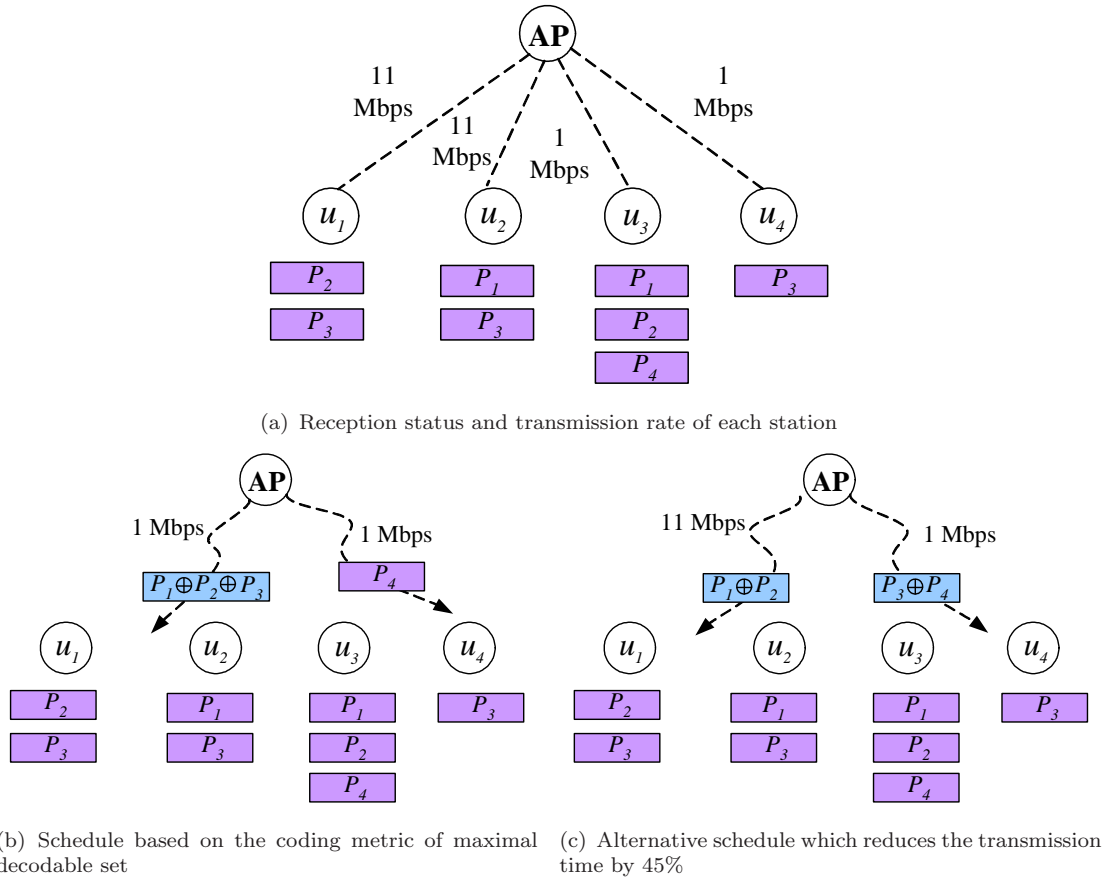 AP
11
Mbps
11
Mbps
1
Mbps
1
Mbps
u1 u2 u3 u4
P2 P1 P1 P3
P3 P3 P2
P4
(a) Reception status and transmission rate of each station
AP
1 Mbps
1 Mbps
P1⊕P2⊕P3
P4
u1 u2 u3 u4
P2 P1 P1 P3
P3 P3 P2
P4
(b) Schedule based on the coding metric of maximal
decodable set
AP
11 Mbps
1 Mbps
P1⊕P2
P3⊕P4
u1 u2 u3 u4
P2 P1 P1 P3
P3 P3 P2
P4
(c) Alternative schedule which reduces the transmission
time by 45%